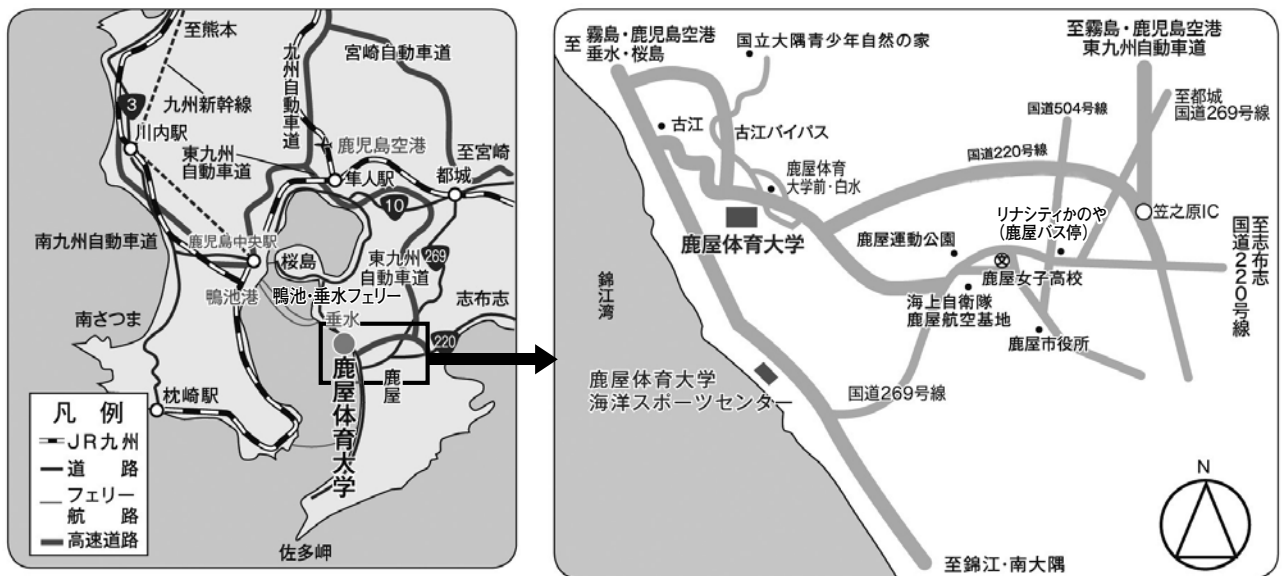 至熊本
九州自動車道
宮崎自動車道
3
九州新幹線
川内駅
東九州
自動車道
鹿児島空港
至宮崎
隼人駅
都城
10
南九州自動車道
鹿児島中央駅
桜島
東九州
自動車道
269
鴨池港
鴨池・垂水フェリー
志布志
南さつま
垂水
220
鹿屋
鹿屋体育大学
枕崎駅
凡 例
JR九州
道 路
フェリー
航 路
高速道路
佐多岬
至 霧島・鹿児島空港
垂水・桜島
国立大隅青少年自然の家
至霧島・鹿児島空港
東九州自動車道
至都城
国道269号線
国道504号線
古江
古江バイパス
国道220号線
鹿屋体育
大学前・白水
リナシティかのや
(鹿屋バス停)
笠之原IC
至志布志
国道220号線
鹿屋体育大学
鹿屋運動公園
鹿屋女子高校
錦江湾
海上自衛隊
鹿屋航空基地
鹿屋市役所
鹿屋体育大学
海洋スポーツセンター
国道269号線
N
至錦江・南大隅